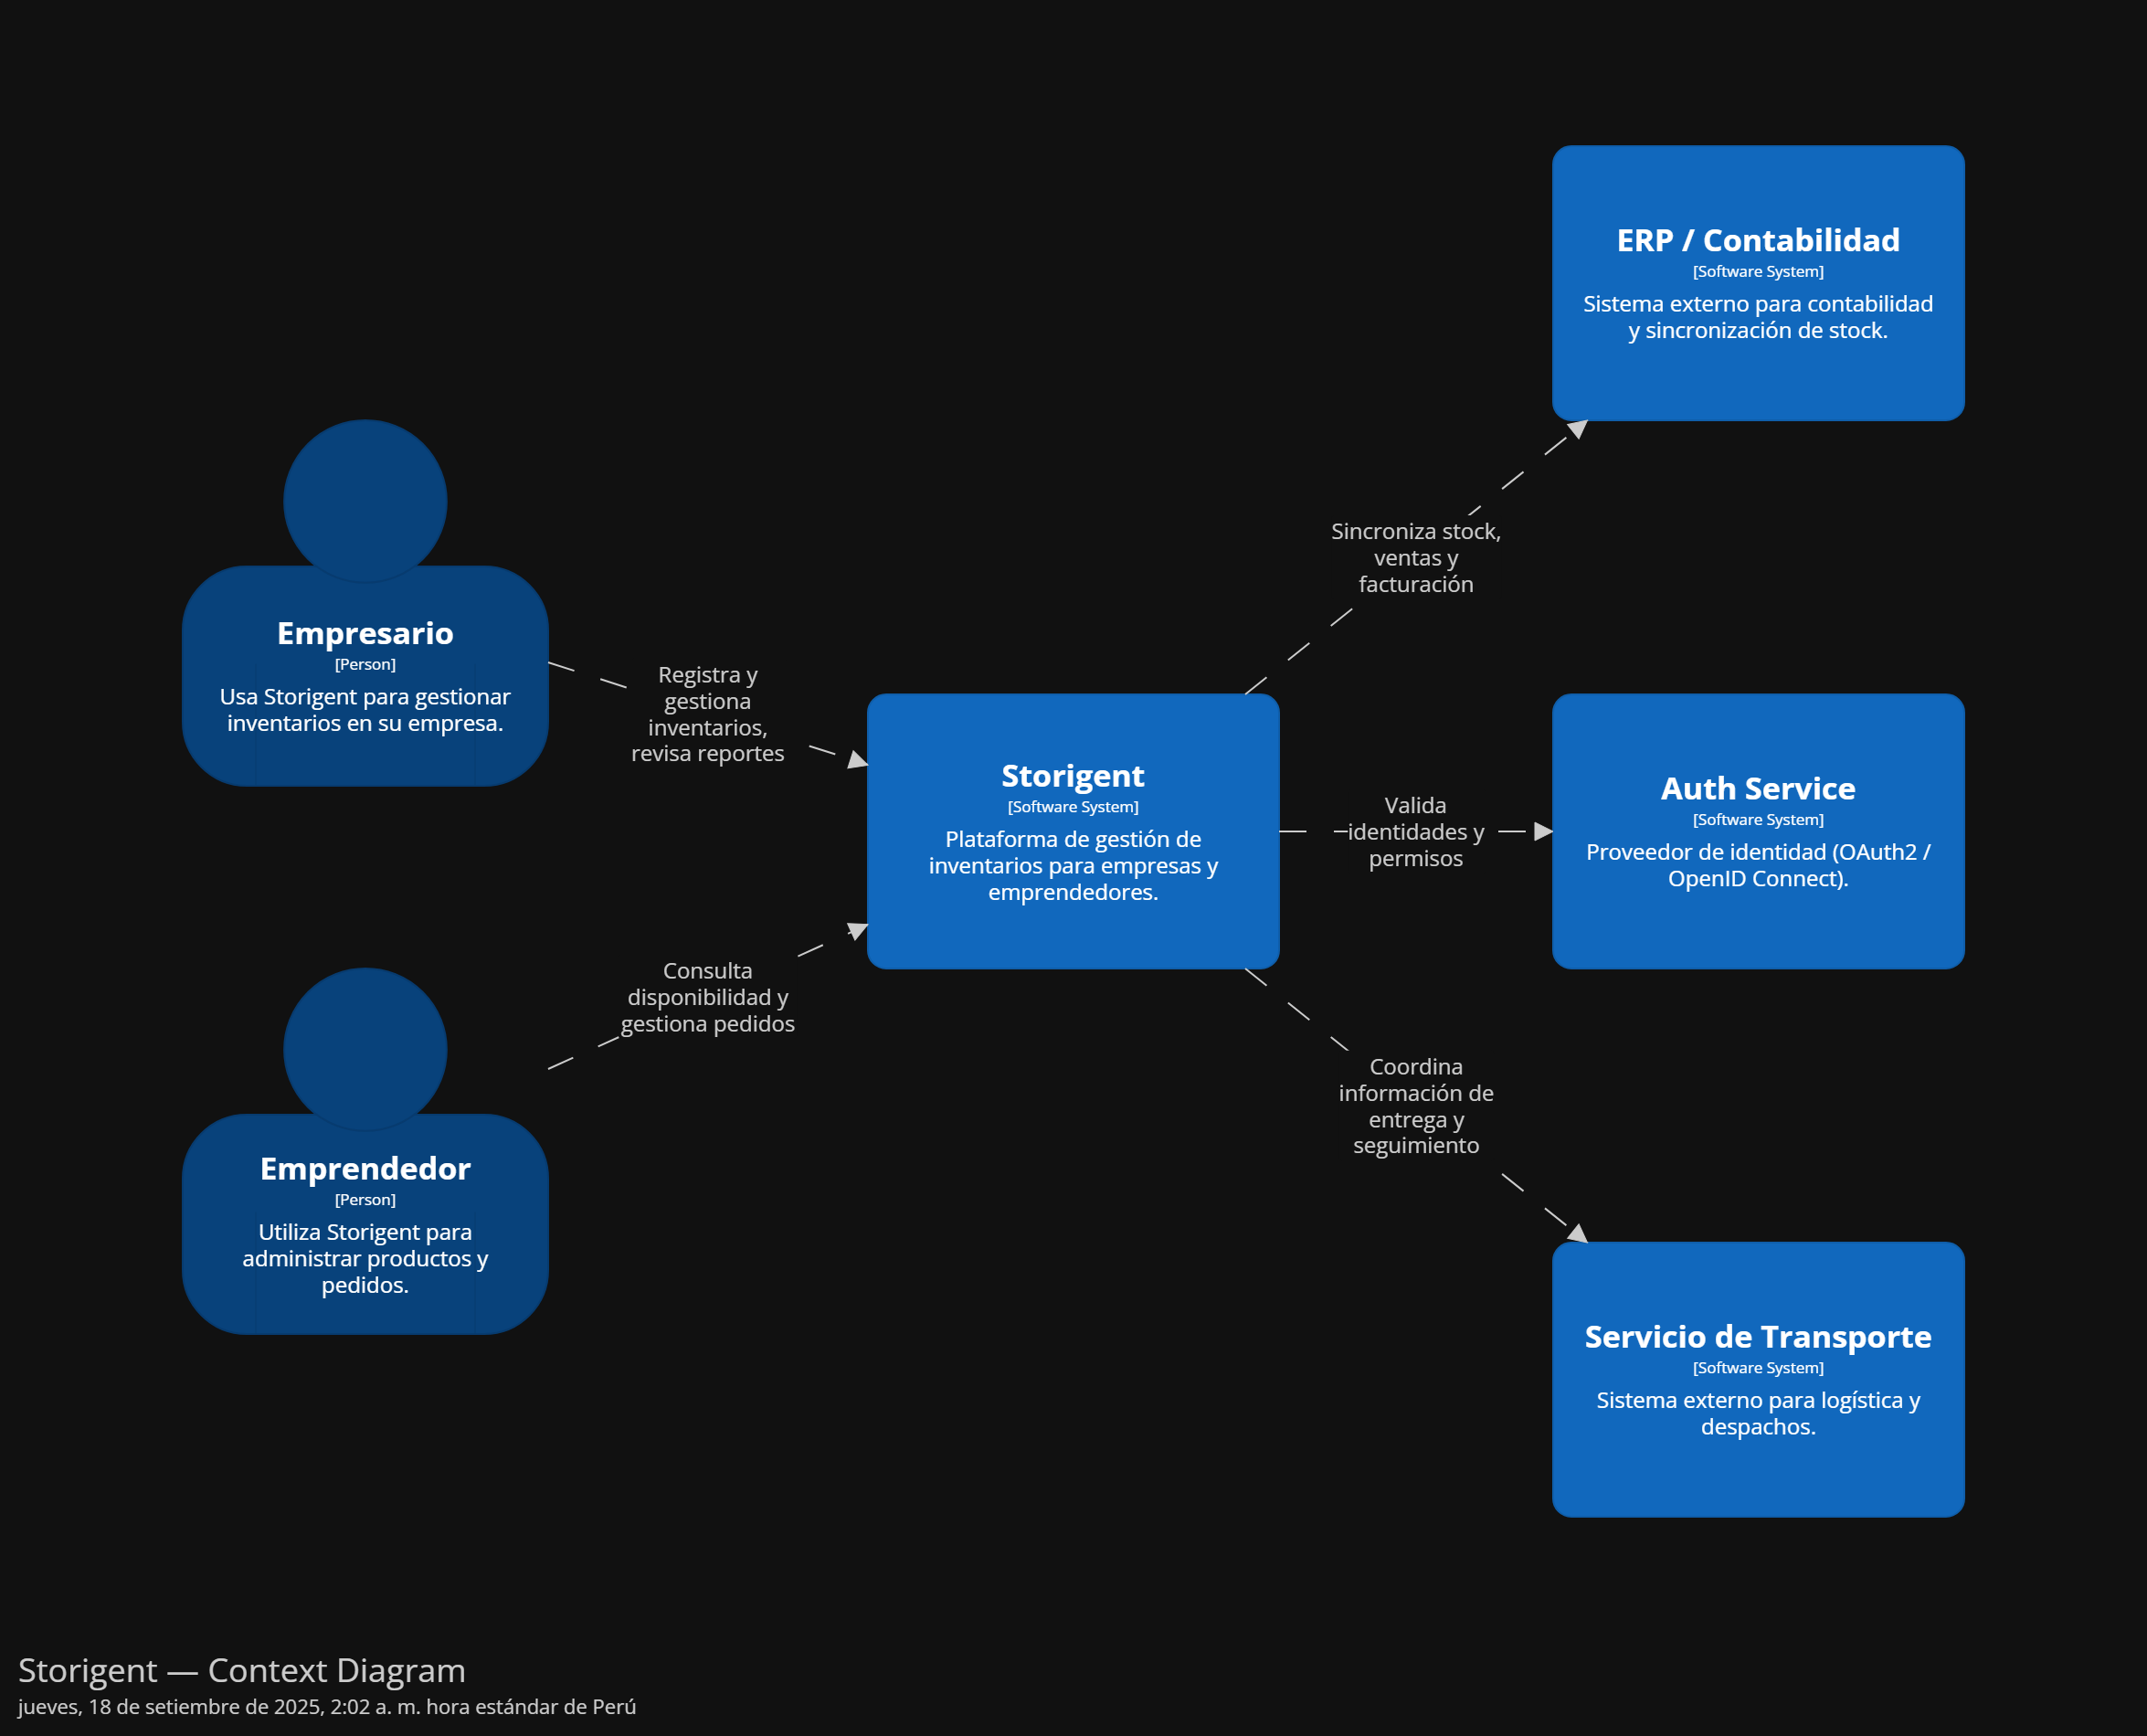 ERP / Contabilidad
[Software System]
Sistema externo para contabilidad
y sincronización de stock.
Sincroniza stock,
ventas y
facturación
Empresario
[Person]
Usa Storigent para gestionar
inventarios en su empresa.
Registra y
gestiona
inventarios,
revisa reportes
Storigent
[Software System]
Plataforma de gestión de
inventarios para empresas y
emprendedores.
Valida
identidades y
permisos
Auth Service
[Software System]
Proveedor de identidad (OAuth2 /
OpenID Connect).
Consulta
disponibilidad y
gestiona pedidos
Coordina
información de
entrega y
seguimiento
Emprendedor
[Person]
Utiliza Storigent para
administrar productos y
pedidos.
Servicio de Transporte
[Software System]
Sistema externo para logística y
despachos.
Storigent — Context Diagram
jueves, 18 de setiembre de 2025, 2:02 a. m. hora estándar de Perú